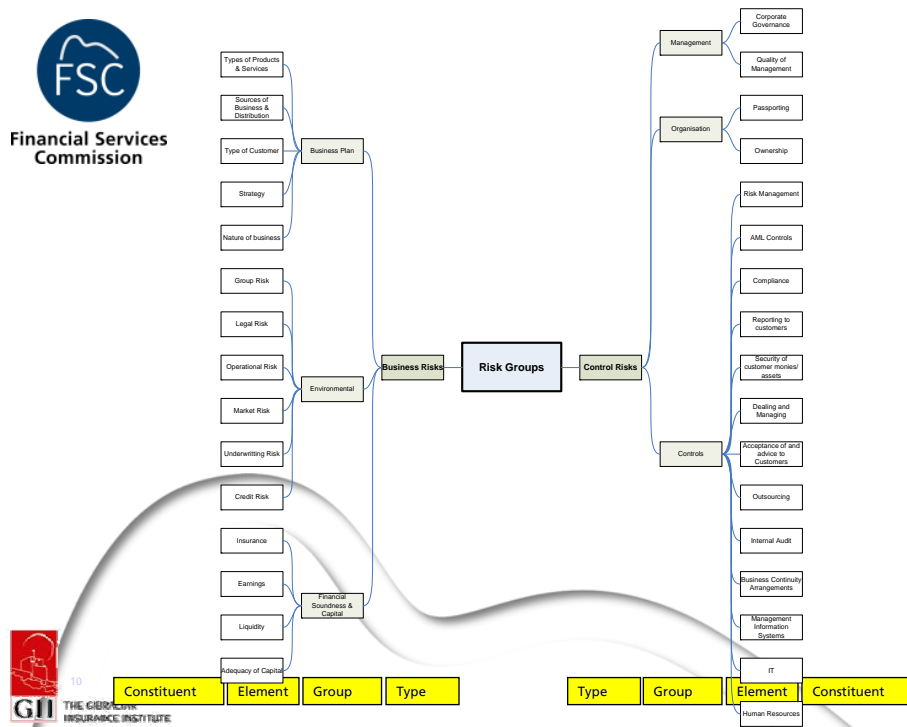 FSC
Financial Services
Commission
Types of Products
& Services
Sources of
Business &
Distribution
Type of Customer
Strategy
Nature of business
Business Plan
Group Risk
Legal Risk
Operational Risk
Market Risk
Underwritting Risk
Credit Risk
Environmental
Insurance
Earnings
Liquidity
Adequacy of Capital
Financial
Soundness &
Capital
Business Risks
Risk Groups
Control Risks
Management
Corporate
Governance
Quality of
Management
Organisation
Passporting
Ownership
Controls
Risk Management
AML Controls
Compliance
Reporting to
customers
Security of
customer monies/
assets
Dealing and
Managing
Acceptance of and
advice to
Customers
Outsourcing
Internal Audit
Business Continuity
Arrangements
Management
Information
Systems
IT
Human Resources
10
Constituent
Element
Group
Type
Type
Group
Element
Constituent
GII
THE GIBRALTAR
INSURANCE INSTITUTE